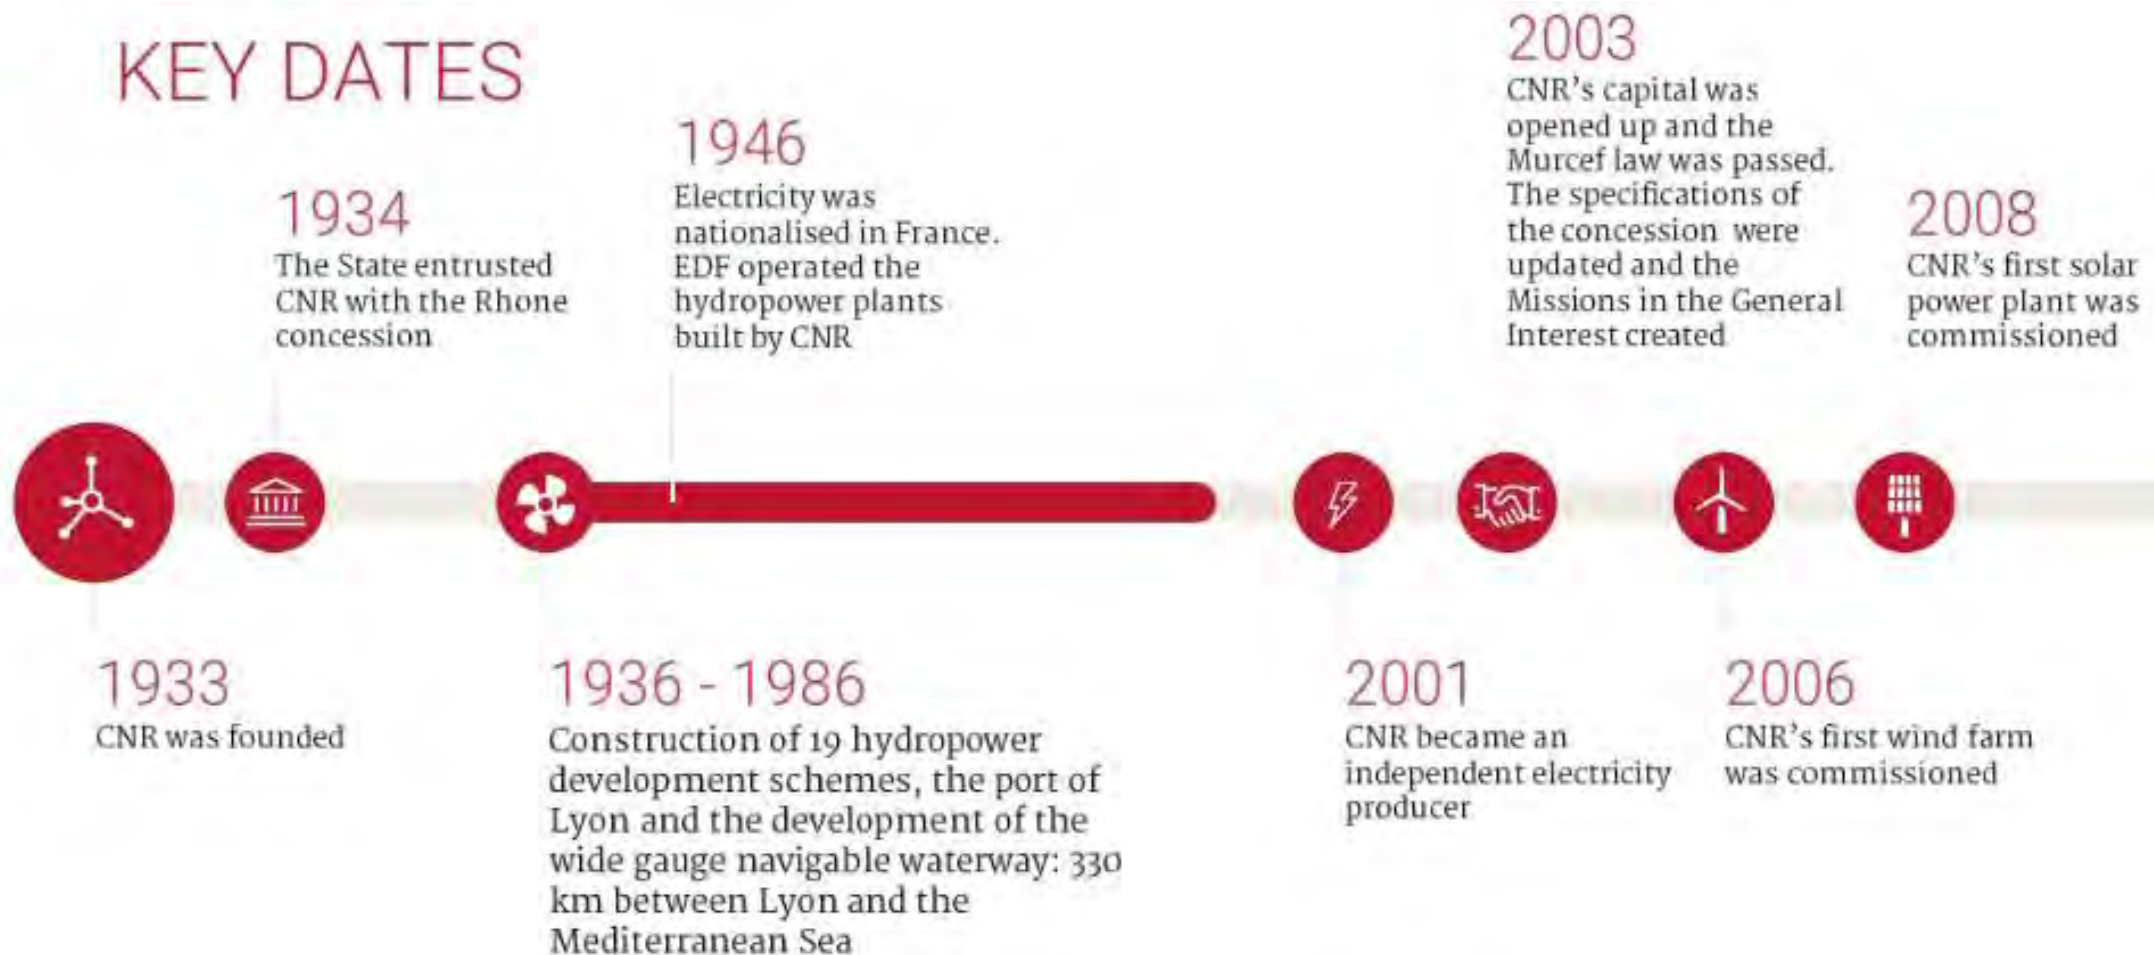 KEY DATES
1933
CNR was founded
1934
The State entrusted
CNR with the Rhone
concession
1936 - 1986
Construction of 19 hydropower
development schemes, the port of
Lyon and the development of the
wide gauge navigable waterway: 330
km between Lyon and the
Mediterranean Sea
1946
Electricity was
nationalised in France.
EDF operated the
hydropower plants
built by CNR
2001
CNR became an
independent electricity
producer
2003
CNR's capital was
opened up and the
Murcef law was passed.
The specifications of
the concession were
updated and the
Missions in the General
Interest created
2006
CNR's first wind farm
was commissioned
2008
CNR's first solar
power plant was
commissioned